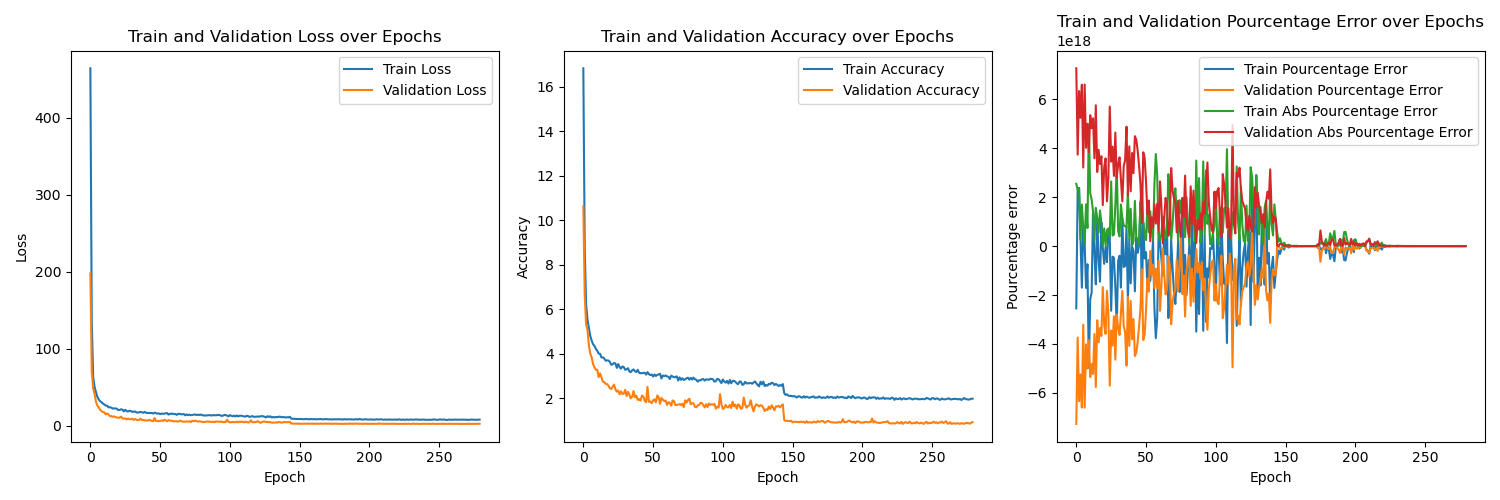 Train and Validation Loss over Epochs
Train Loss
Validation Loss
Loss
400
300
200
100
0
0 50 100 150 200 250
Epoch
Train and Validation Accuracy over Epochs
Train Accuracy
Validation Accuracy
Accuracy
16
14
12
10
8
6
4
2
0 50 100 150 200 250
Epoch
Train and Validation Pourcentage Error over Epochs
1e18
Train Pourcentage Error
Validation Pourcentage Error
Train Abs Pourcentage Error
Validation Abs Pourcentage Error
Pourcentage error
6
4
2
0
−2
−4
−6
0 50 100 150 200 250
Epoch